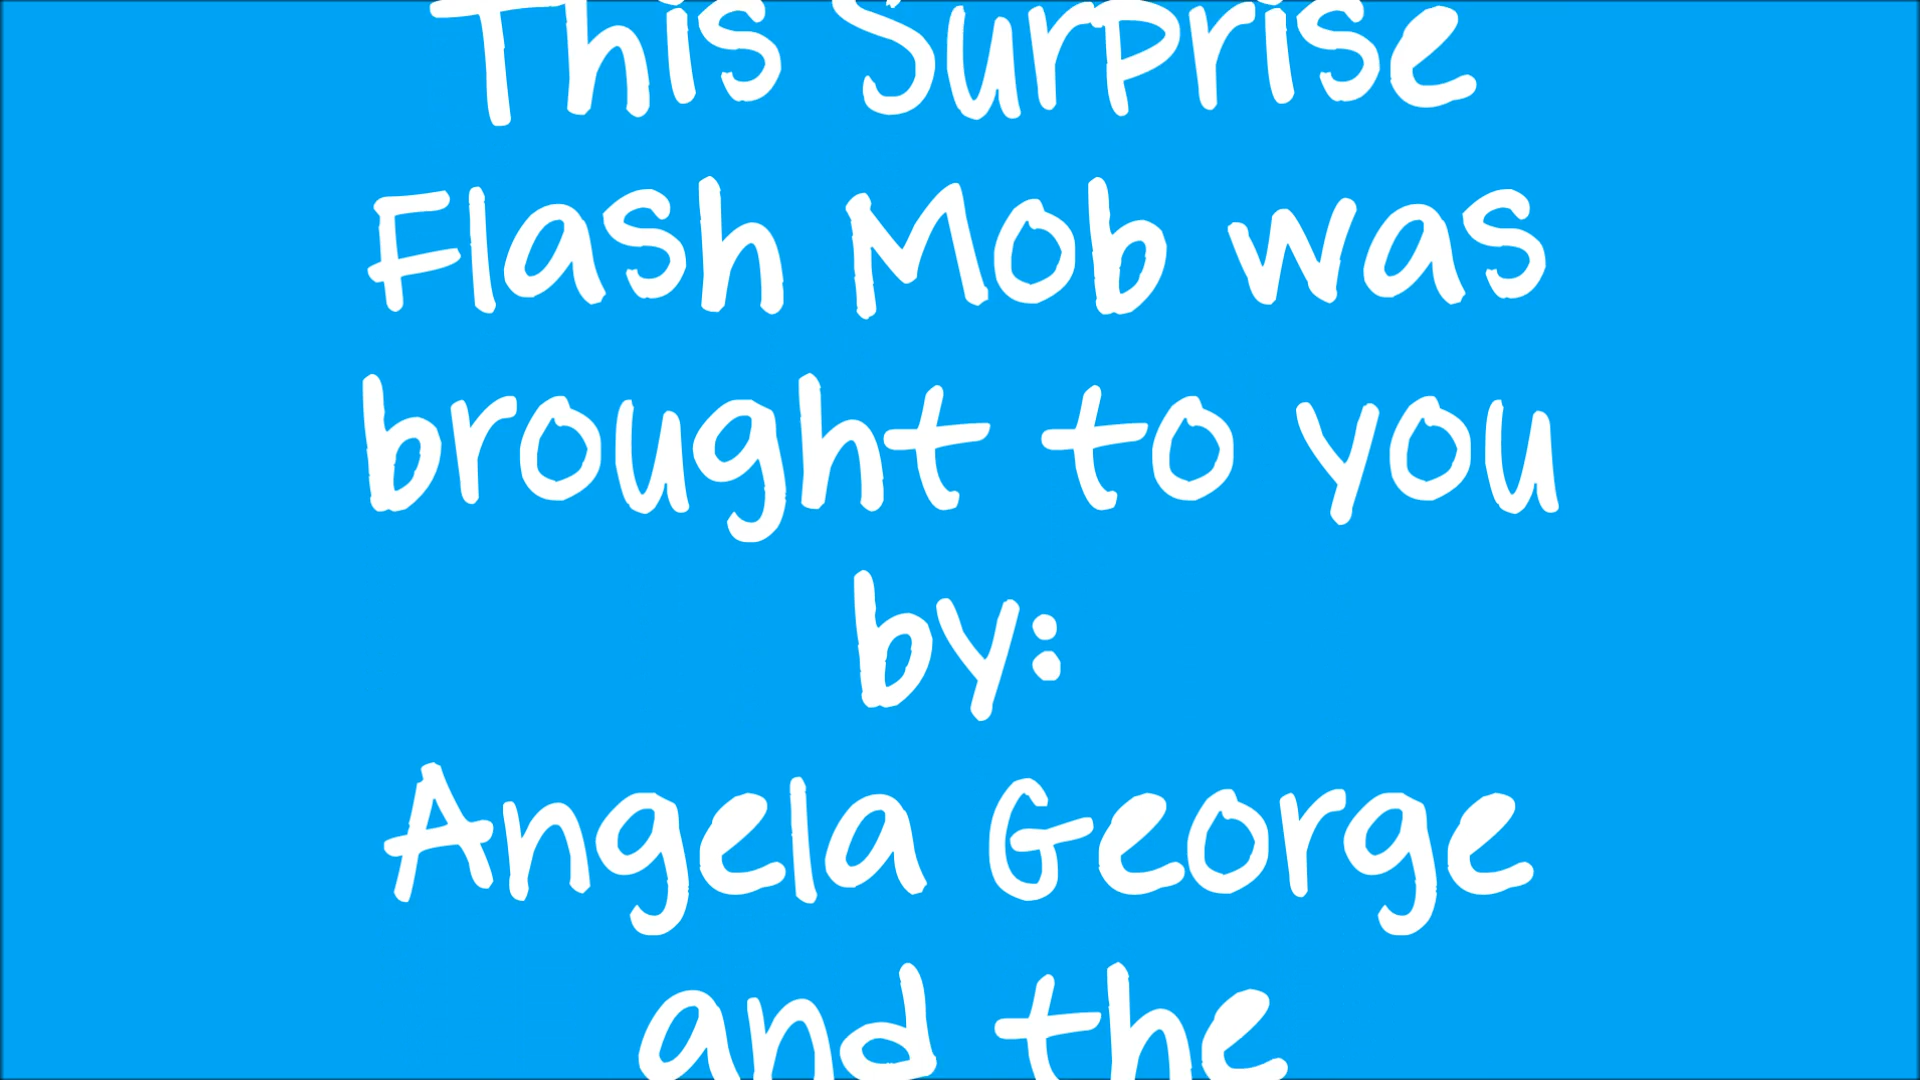 This Surprise
Flash Mob was
brought to you
by:
Angela George
and the